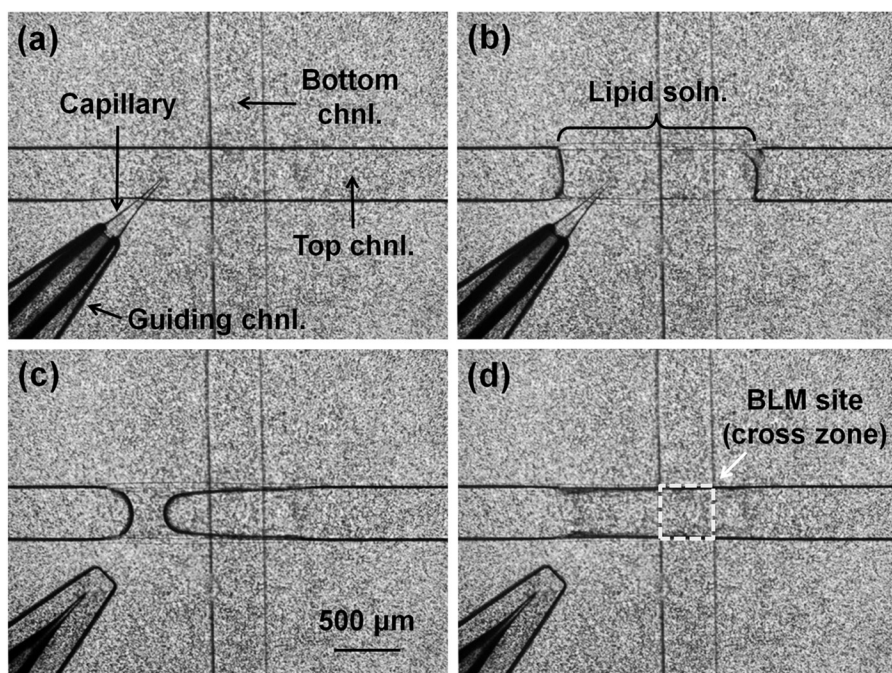 (a)
Bottom
chnl.
Capillary
Top chnl.
Guiding chnl.
(b)
Lipid soln.
(c)
500 µm
(d)
BLM site
(cross zone)